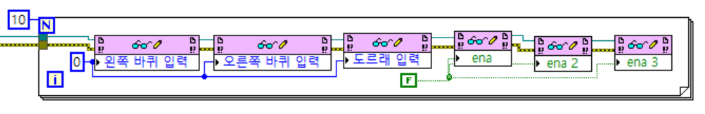 10
N
0
왼쪽 바퀴 입력
오른쪽 바퀴 입력
도르래 입력
ena
ena 2
ena 3
i
F